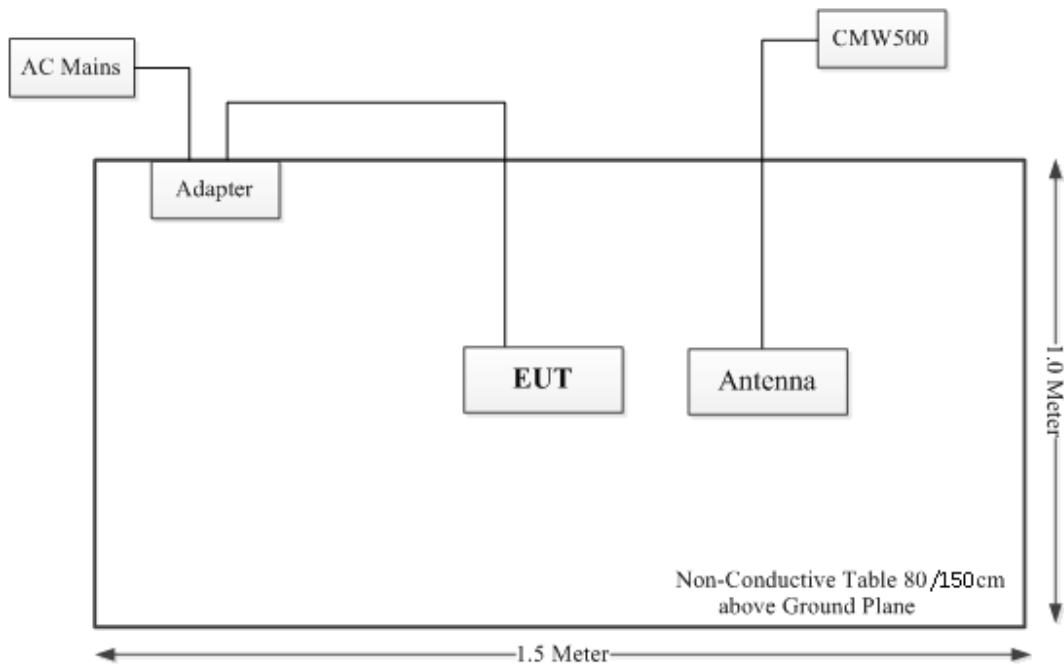 CMW500
AC Mains
Adapter
EUT
Antenna
1.0 Meter
Non-Conductive Table 80/150cm
above Ground Plane
1.5 Meter